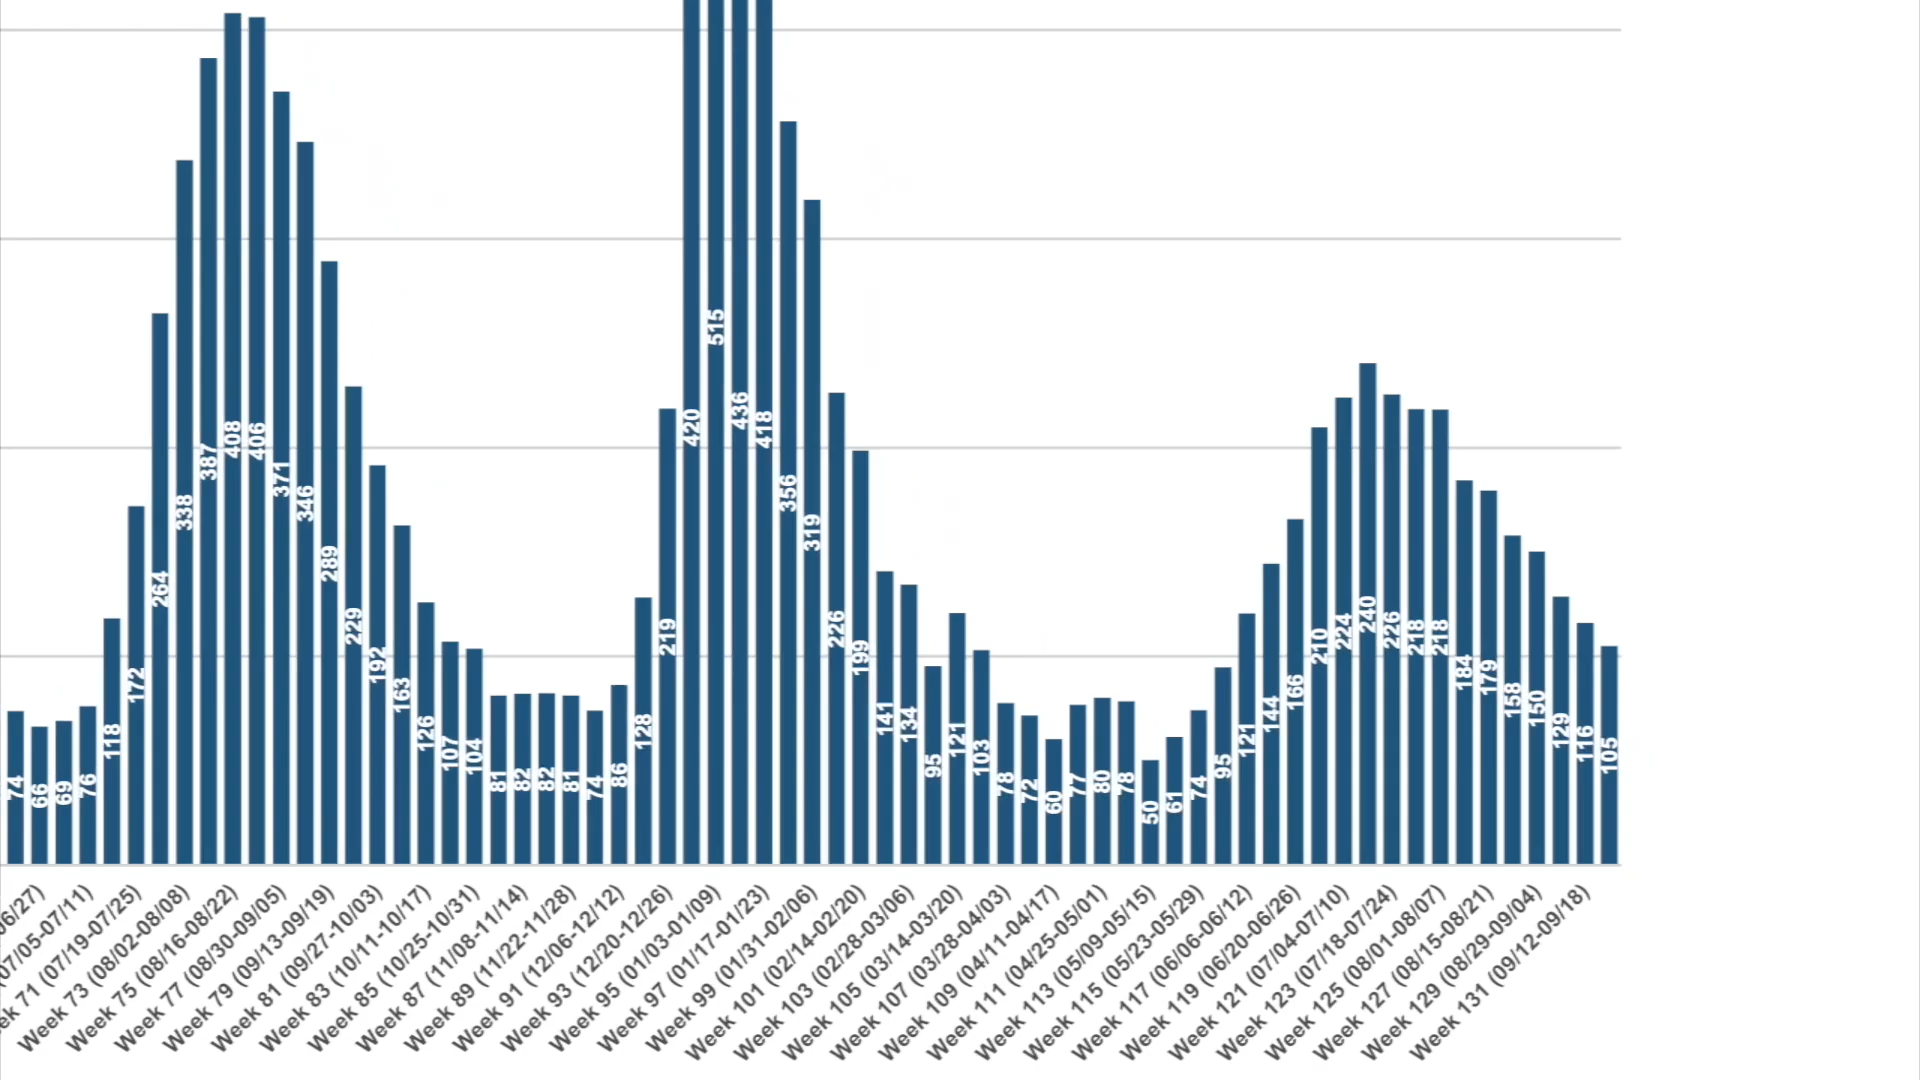 74
66
69
76
118
172
264
338
387
408
406
371
346
289
229
192
163
126
107
104
81
82
82
81
74
86
128
219
420
515
436
418
356
319
226
199
141
134
95
121
103
78
72
60
77
80
78
50
61
74
95
121
144
166
210
224
240
226
218
218
184
179
158
150
129
116
105
06/27)
(07/05-07/11)
ek 71 (07/19-07/25)
Week 73 (08/02-08/08)
Week 75 (08/16-08/22)
Week 77 (08/30-09/05)
Week 79 (09/13-09/19)
Week 81 (09/27-10/03)
Week 83 (10/11-10/17)
Week 85 (10/25-10/31)
Week 87 (11/08-11/14)
Week 89 (11/22-11/28)
Week 91 (12/06-12/12)
Week 93 (12/20-12/26)
Week 95 (01/03-01/09)
Week 97 (01/17-01/23)
Week 99 (01/31-02/06)
Week 101 (02/14-02/20)
Week 103 (02/28-03/06)
Week 105 (03/14-03/20)
Week 107 (03/28-04/03)
Week 109 (04/11-04/17)
Week 111 (04/25-05/01)
Week 113 (05/09-05/15)
Week 115 (05/23-05/29)
Week 117 (06/06-06/12)
Week 119 (06/20-06/26)
Week 121 (07/04-07/10)
Week 123 (07/18-07/24)
Week 125 (08/01-08/07)
Week 127 (08/15-08/21)
Week 129 (08/29-09/04)
Week 131 (09/12-09/18)